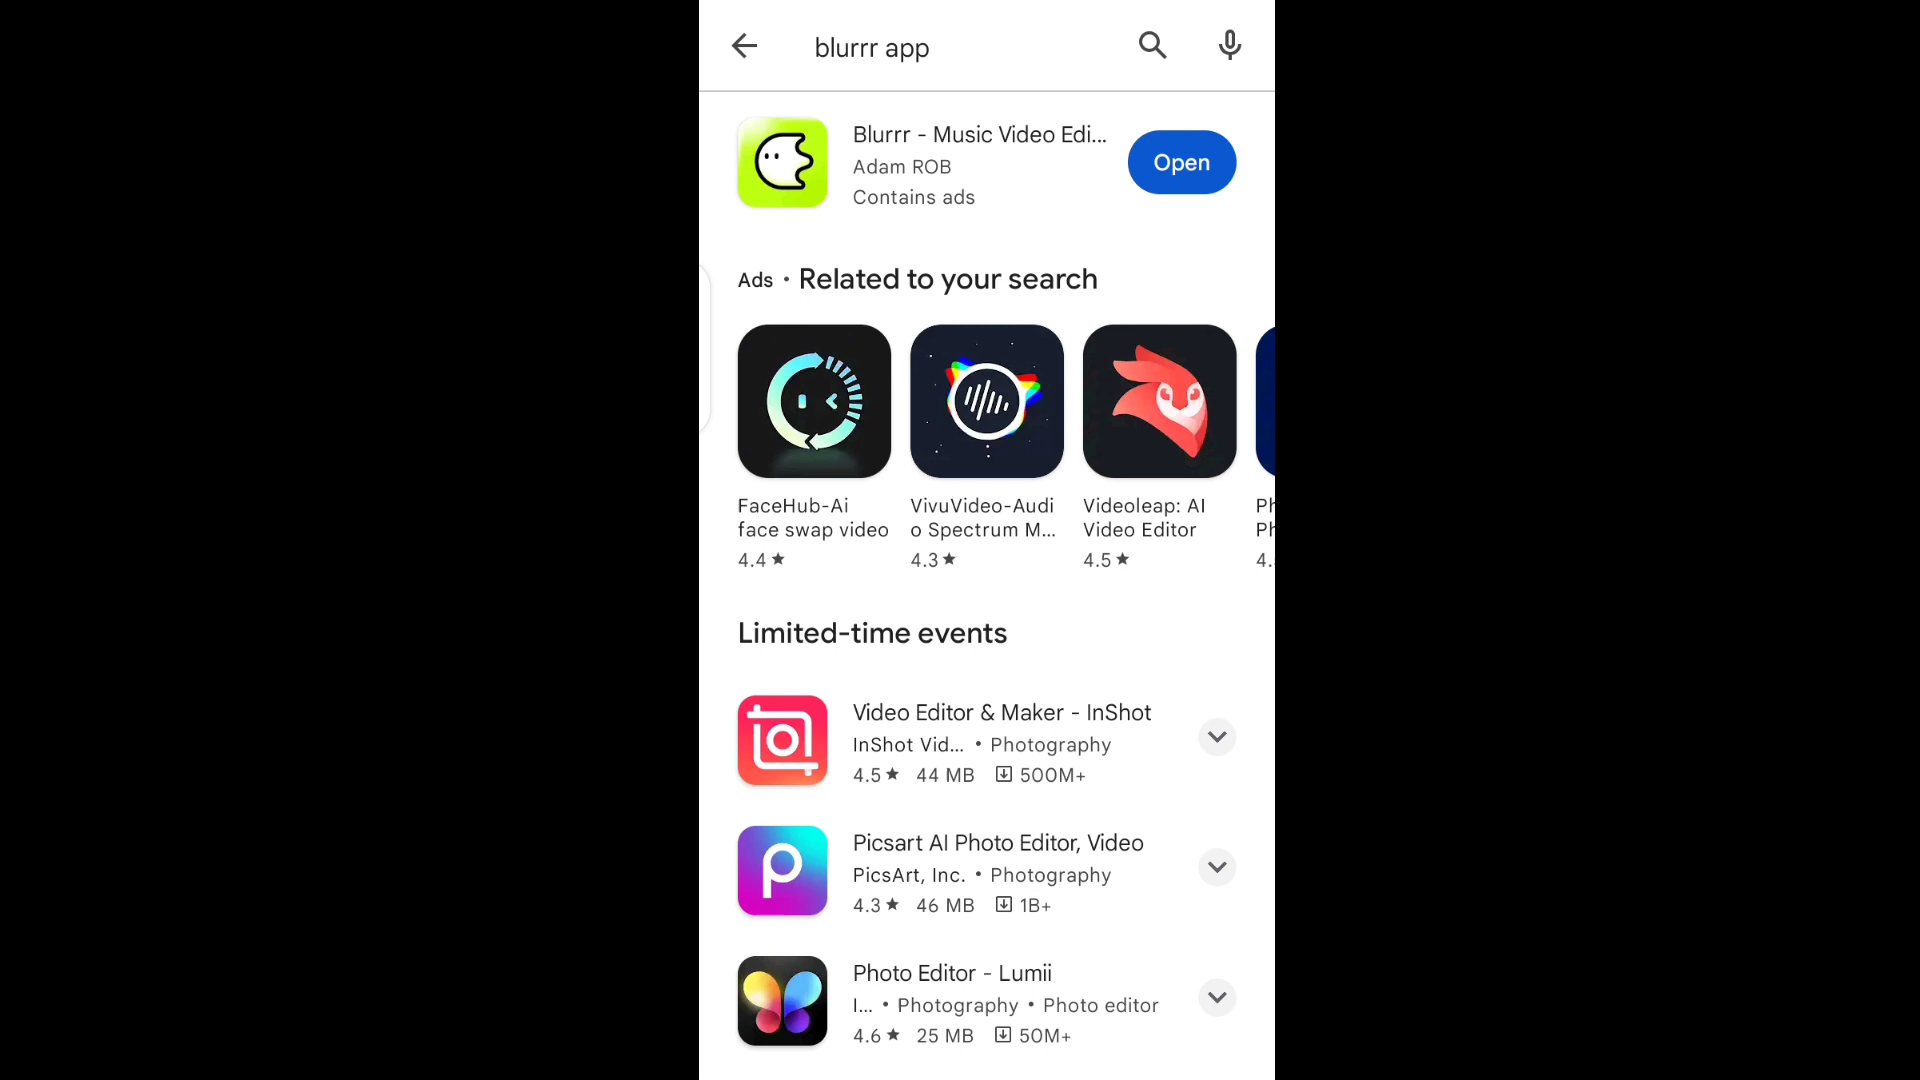 blurrr app
Blurrr - Music Video Edi...
Adam ROB
Contains ads
Open
Ads • Related to your search
FaceHub-Ai
face swap video
4.4★
VivuVideo-Audi
o Spectrum M...
4.3★
Videoleap: AI
Video Editor
4.5★
Ph
Ph
4.
Limited-time events
Video Editor & Maker - InShot
InShot Vid... • Photography
4.5★ 44 MB 500M+
Picsart AI Photo Editor, Video
PicsArt, Inc. • Photography
4.3★ 46 MB 1B+
Photo Editor - Lumii
I... • Photography • Photo editor
4.6★ 25 MB 50M+